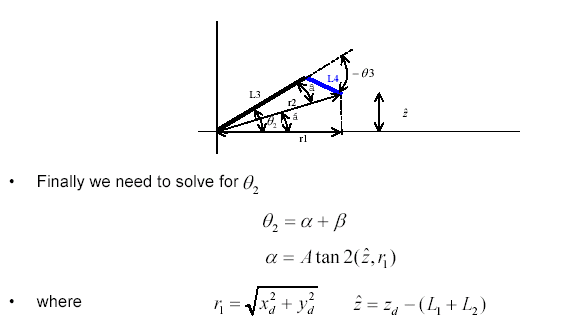 − θ3
L4
â
L3
r2
θ₂
â
ẑ
r1
• Finally we need to solve for θ₂
θ₂ = α + β
α = A tan 2(ẑ, r₁)
• where r₁ = √(x_d² + y_d²) ẑ = z_d − (L₁ + L₂)